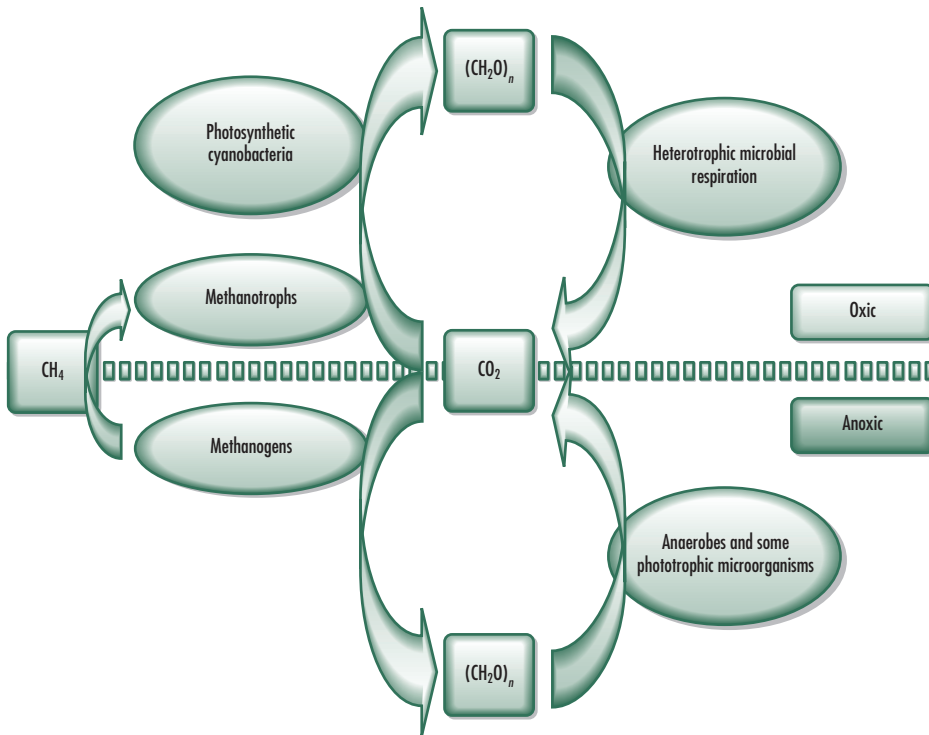 (CH₂O)ₙ
Photosynthetic
cyanobacteria
Heterotrophic microbial
respiration
Methanotrophs
Oxic
CH₄
CO₂
Anoxic
Methanogens
Anaerobes and some
phototrophic microorganisms
(CH₂O)ₙ